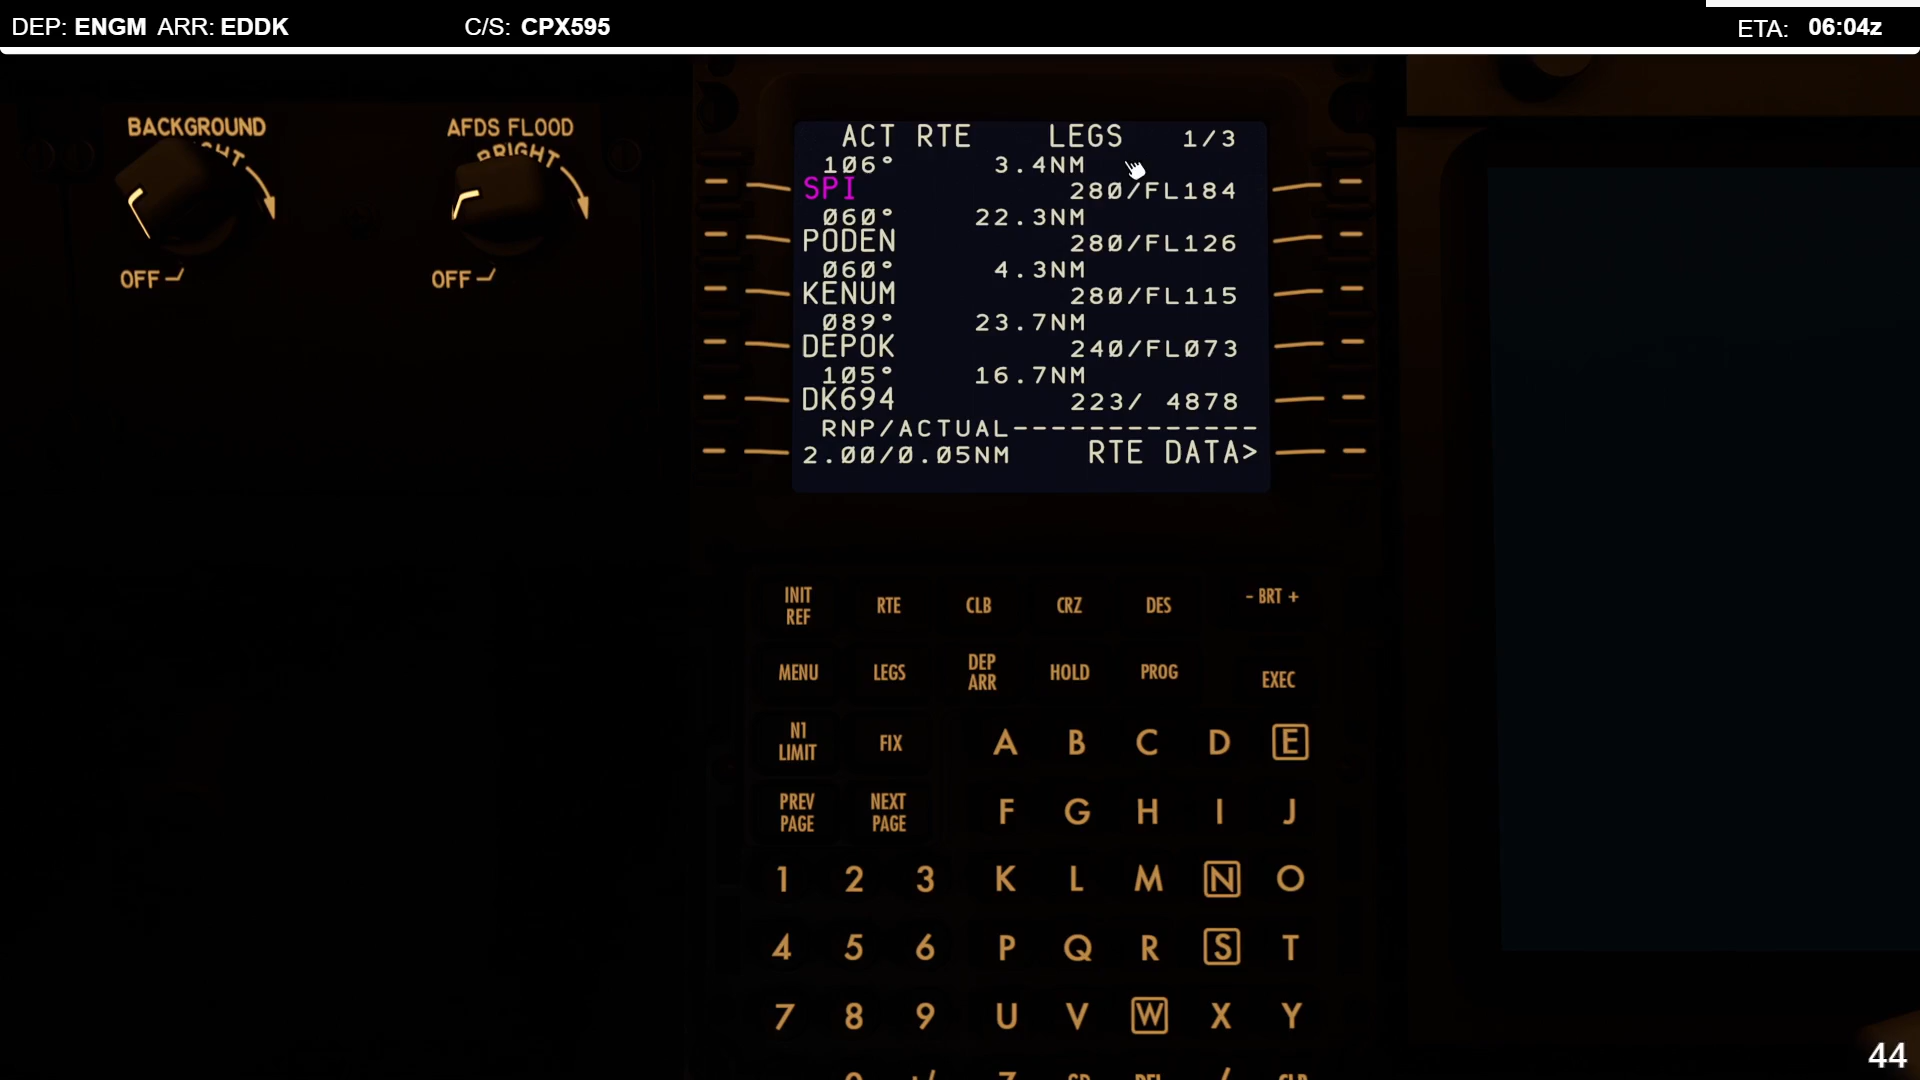 DEP: ENGM ARR: EDDK C/S: CPX595 ETA: 06:04z
BACKGROUND
OFF
AFDS FLOOD
BRIGHT
OFF
ACT RTE LEGS 1/3
106° 3.4NM
SPI 280/FL184
060° 22.3NM
PODEN 280/FL126
060° 4.3NM
KENUM 280/FL115
089° 23.7NM
DEPOK 240/FL073
105° 16.7NM
DK694 223/ 4878
RNP/ACTUAL-------------
2.00/0.05NM RTE DATA>
INIT REF RTE CLB CRZ DES - BRT +
MENU LEGS DEP ARR HOLD PROG EXEC
N1 LIMIT FIX A B C D E
PREV PAGE NEXT PAGE F G H I J
1 2 3 K L M N O
4 5 6 P Q R S T
7 8 9 U V W X Y
44